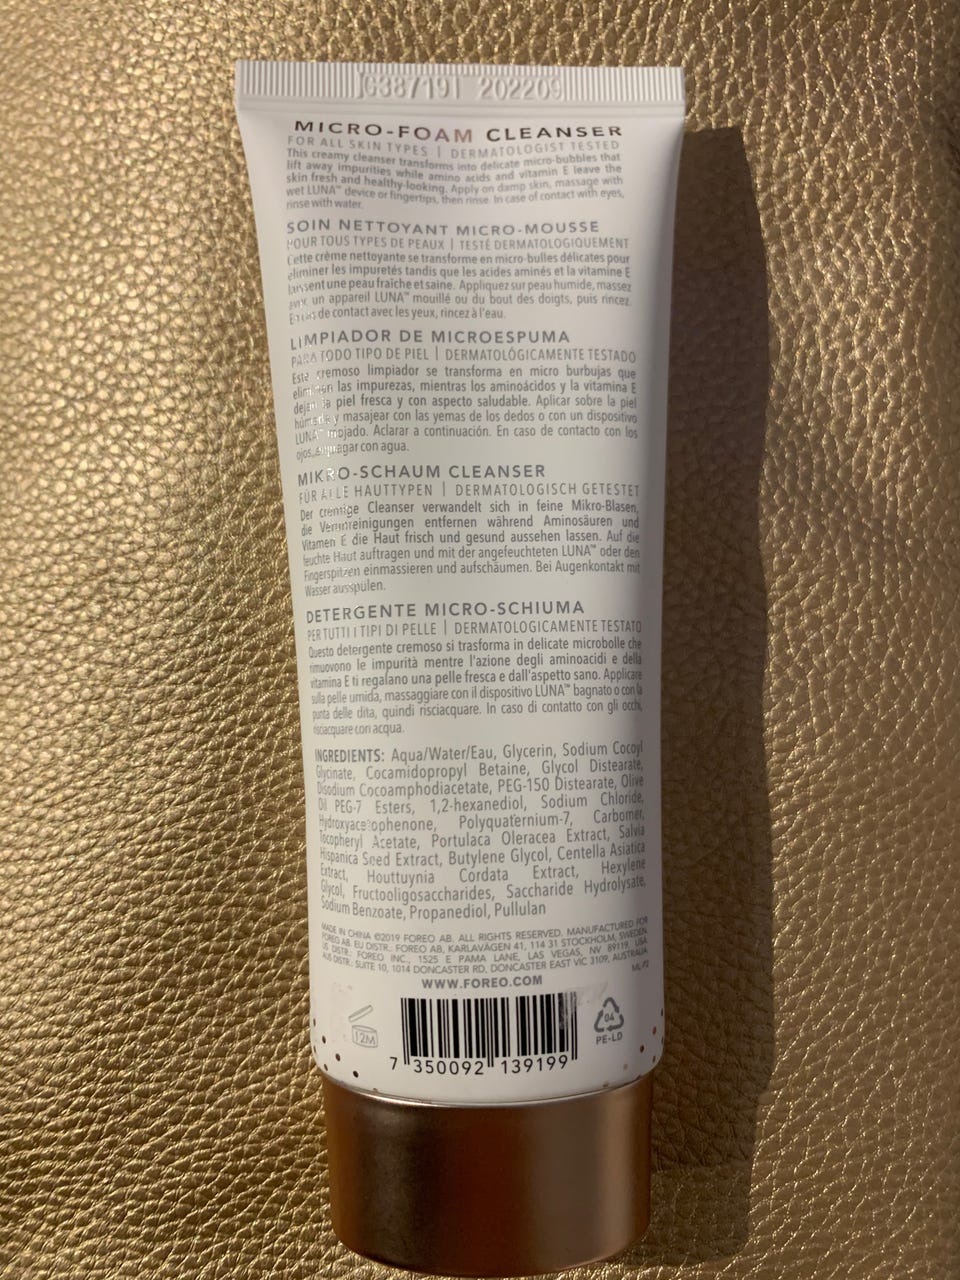 G387191 202209
MICRO-FOAM CLEANSER
FOR ALL SKIN TYPES | DERMATOLOGIST TESTED
This creamy cleanser transforms into delicate micro-bubbles that
lift away impurities while amino acids and vitamin E leave the
skin fresh and healthy-looking. Apply on damp skin, massage with
wet LUNA™ device or fingertips, then rinse. In case of contact with eyes,
rinse with water.
SOIN NETTOYANT MICRO-MOUSSE
POUR TOUS TYPES DE PEAUX | TESTÉ DERMATOLOGIQUEMENT
Cette crème nettoyante se transforme en micro-bulles délicates pour
éliminer les impuretés tandis que les acides aminés et la vitamine E
laissent une peau fraîche et saine. Appliquez sur peau humide, massez
avec un appareil LUNA™ mouillé ou du bout des doigts, puis rincez.
En cas de contact avec les yeux, rincez à l'eau.
LIMPIADOR DE MICROESPUMA
PARA TODO TIPO DE PIEL | DERMATOLÓGICAMENTE TESTADO
Este cremoso limpiador se transforma en micro burbujas que
eliminan las impurezas, mientras los aminoácidos y la vitamina E
dejan la piel fresca y con aspecto saludable. Aplicar sobre la piel
húmeda y masajear con las yemas de los dedos o con un dispositivo
LUNA™ mojado. Aclarar a continuación. En caso de contacto con los
ojos, enjuagar con agua.
MIKRO-SCHAUM CLEANSER
FÜR ALLE HAUTTYPEN | DERMATOLOGISCH GETESTET
Der cremige Cleanser verwandelt sich in feine Mikro-Blasen,
die Verunreinigungen entfernen während Aminosäuren und
Vitamen E die Haut frisch und gesund aussehen lassen. Auf die
feuchte Haut auftragen und mit der angefeuchteten LUNA™ oder den
Fingerspitzen einmassieren und aufschäumen. Bei Augenkontakt mit
Wasser ausspülen.
DETERGENTE MICRO-SCHIUMA
PER TUTTI I TIPI DI PELLE | DERMATOLOGICAMENTE TESTATO
Questo detergente cremoso si trasforma in delicate microbolle che
rimuovono le impurità mentre l'azione degli aminoacidi e della
vitamina E ti regalano una pelle fresca e dall'aspetto sano. Applicare
sulla pelle umida, massaggiare con il dispositivo LUNA™ bagnato o con la
punta delle dita, quindi risciacquare. In caso di contatto con gli occhi,
risciacquare con acqua.
INGREDIENTS: Aqua/Water/Eau, Glycerin, Sodium Cocoyl
Glycinate, Cocamidopropyl Betaine, Glycol Distearate,
Disodium Cocoamphodiacetate, PEG-150 Distearate, Olive
Oil PEG-7 Esters, 1,2-hexanediol, Sodium Chloride,
Hydroxyacetophenone, Polyquaternium-7, Carbomer,
Tocopheryl Acetate, Portulaca Oleracea Extract, Salvia
Hispanica Seed Extract, Butylene Glycol, Centella Asiatica
Extract, Houttuynia Cordata Extract, Hexylene
Glycol, Fructooligosaccharides, Saccharide Hydrolysate,
Sodium Benzoate, Propanediol, Pullulan
MADE IN CHINA ©2019 FOREO AB. ALL RIGHTS RESERVED. MANUFACTURED FOR
FOREO AB. EU DISTR.: FOREO AB, KARLAVÄGEN 41, 114 31 STOCKHOLM, SWEDEN
US DISTR.: FOREO INC., 1525 E PAMA LANE, LAS VEGAS, NV 89119, USA
AUS DISTR.: SUITE 10, 1014 DONCASTER RD, DONCASTER EAST VIC 3109, AUSTRALIA
WWW.FOREO.COM
12M
04
PE-LD
7 350092 139199